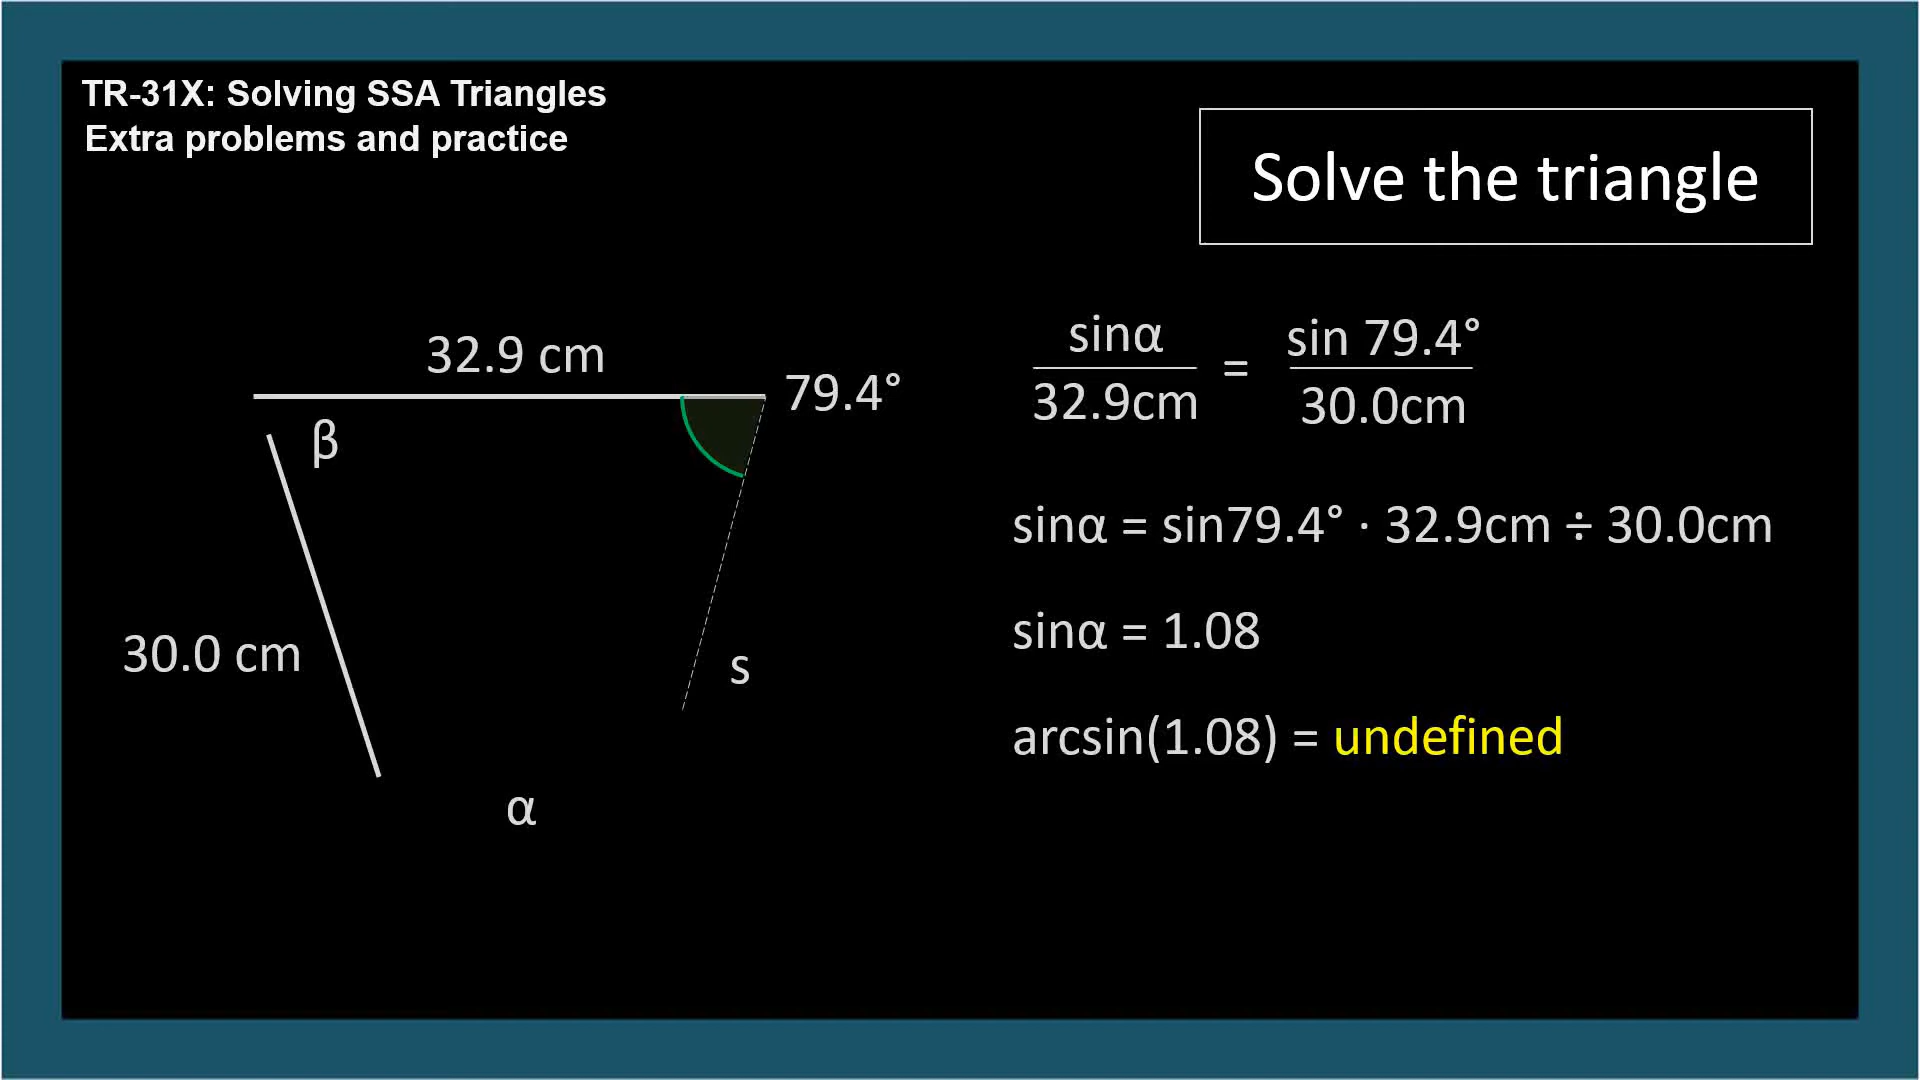 TR-31X: Solving SSA Triangles
Extra problems and practice
Solve the triangle
32.9 cm
79.4°
β
30.0 cm
s
α
sinα / 32.9cm = sin 79.4° / 30.0cm
sinα = sin79.4° · 32.9cm ÷ 30.0cm
sinα = 1.08
arcsin(1.08) = undefined